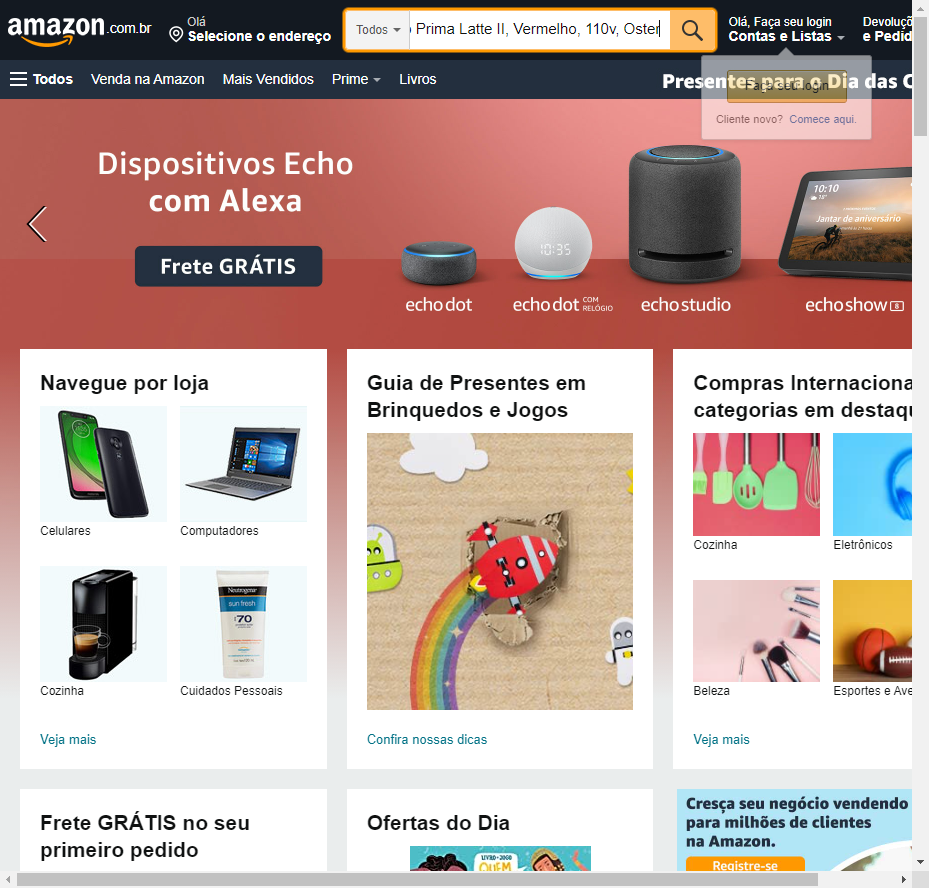 amazon.com.br
Olá
Selecione o endereço
Todos
Prima Latte II, Vermelho, 110v, Oster
Olá, Faça seu login
Contas e Listas
Devoluçõ
e Pedid
Todos
Venda na Amazon
Mais Vendidos
Prime
Livros
Presentes para o Dia das C
Faça seu login
Cliente novo? Comece aqui.
Dispositivos Echo
com Alexa
Frete GRÁTIS
10:35
10:10
18°
Jantar de aniversário
echo dot
echo dot COM RELÓGIO
echo studio
echo show 8
Navegue por loja
Celulares
Computadores
Neutrogena
sun fresh
70
Cozinha
Cuidados Pessoais
Veja mais
Guia de Presentes em
Brinquedos e Jogos
Confira nossas dicas
Compras Internaciona
categorias em destaqu
Cozinha
Eletrônicos
Beleza
Esportes e Ave
Veja mais
Frete GRÁTIS no seu
primeiro pedido
Ofertas do Dia
LIVRO + JOGO
QUEM
Cresça seu negócio vendendo
para milhões de clientes
na Amazon.
Registre-se